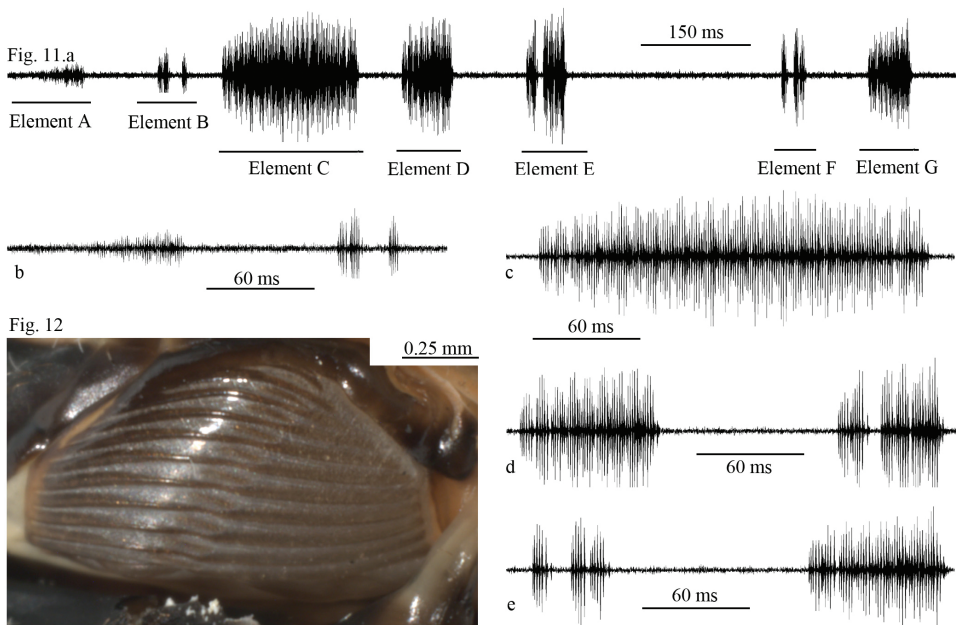 Fig. 11.a
150 ms
Element A
Element B
Element C
Element D
Element E
Element F
Element G
b
60 ms
c
60 ms
Fig. 12
0.25 mm
d
60 ms
e
60 ms